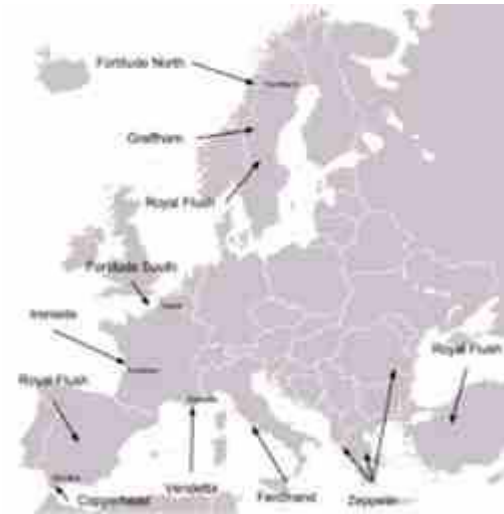 Fortitude North
Graffham
Royal Flush
Fortitude South
Ironside
Royal Flush
Royal Flush
Copperhead
Vendetta
Ferdinand
Zeppelin